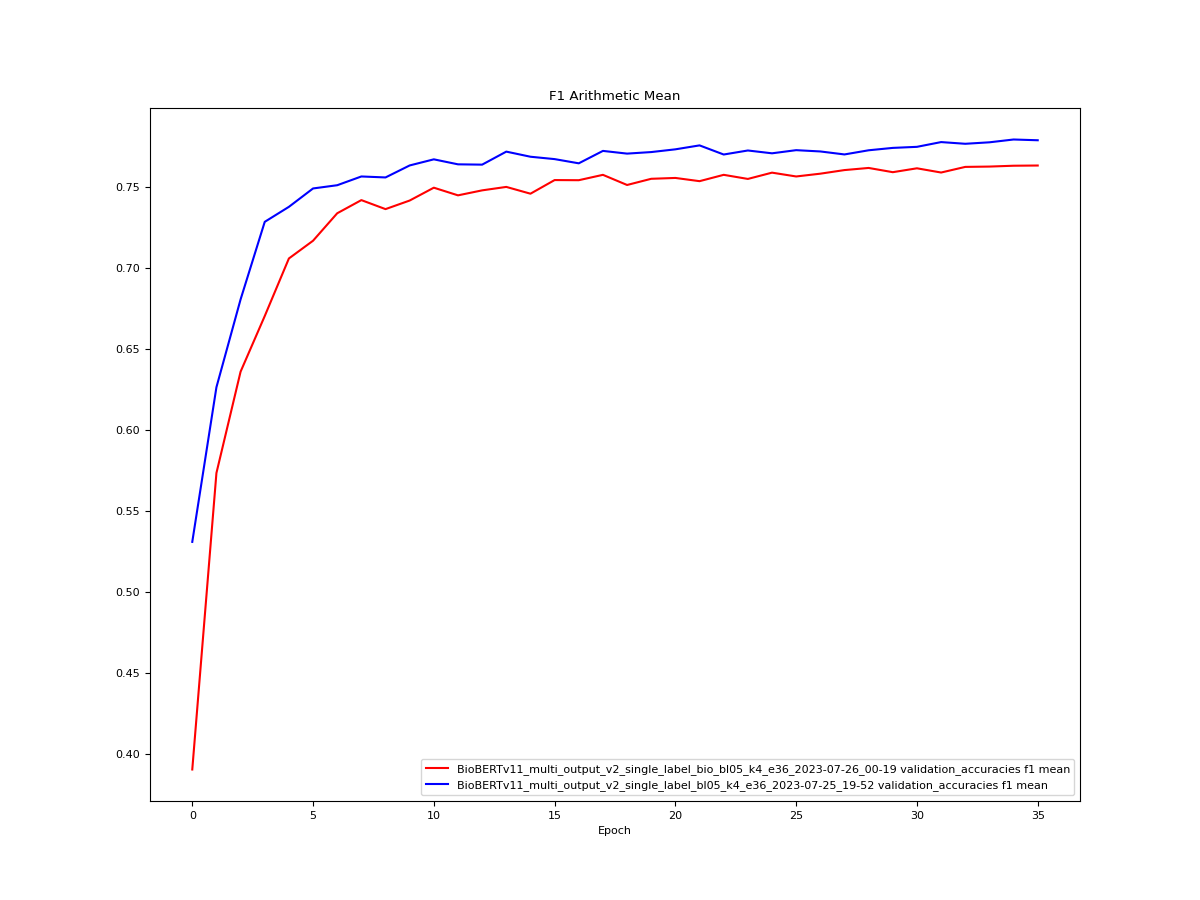 F1 Arithmetic Mean
0.75
0.70
0.65
0.60
0.55
0.50
0.45
0.40
BioBERTv11_multi_output_v2_single_label_bio_bl05_k4_e36_2023-07-26_00-19 validation_accuracies f1 mean
BioBERTv11_multi_output_v2_single_label_bl05_k4_e36_2023-07-25_19-52 validation_accuracies f1 mean
0 5 10 15 20 25 30 35
Epoch